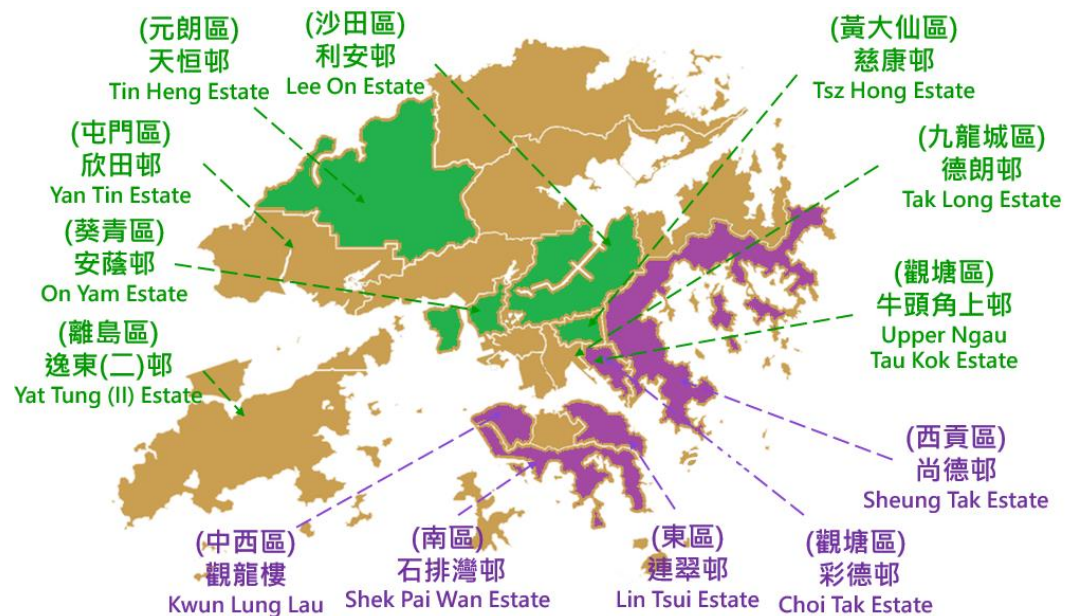 (元朗區)
天恒邨
Tin Heng Estate
(沙田區)
利安邨
Lee On Estate
(黃大仙區)
慈康邨
Tsz Hong Estate
(屯門區)
欣田邨
Yan Tin Estate
(九龍城區)
德朗邨
Tak Long Estate
(葵青區)
安蔭邨
On Yam Estate
(觀塘區)
牛頭角上邨
Upper Ngau
Tau Kok Estate
(離島區)
逸東(二)邨
Yat Tung (II) Estate
(西貢區)
尚德邨
Sheung Tak Estate
(中西區)
觀龍樓
Kwun Lung Lau
(南區)
石排灣邨
Shek Pai Wan Estate
(東區)
連翠邨
Lin Tsui Estate
(觀塘區)
彩德邨
Choi Tak Estate